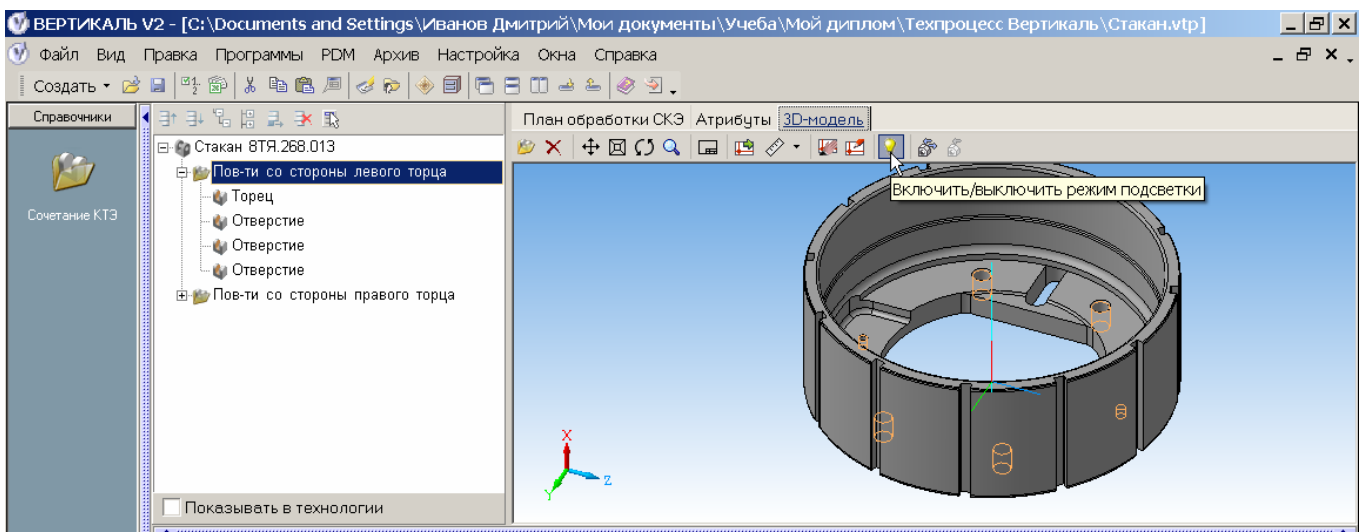 ВЕРТИКАЛЬ V2 - [C:\Documents and Settings\Иванов Дмитрий\Мои документы\Учеба\Мой диплом\Техпроцесс Вертикаль\Стакан.vtp]
Файл Вид Правка Программы PDM Архив Настройка Окна Справка
Создать
Справочники
План обработки СКЭ Атрибуты 3D-модель
Стакан 8ТЯ.268.013
Пов-ти со стороны левого торца
Включить/выключить режим подсветки
Торец
Сочетание КТЭ
Отверстие
Отверстие
Отверстие
Пов-ти со стороны правого торца
X
Z
Y
Показывать в технологии